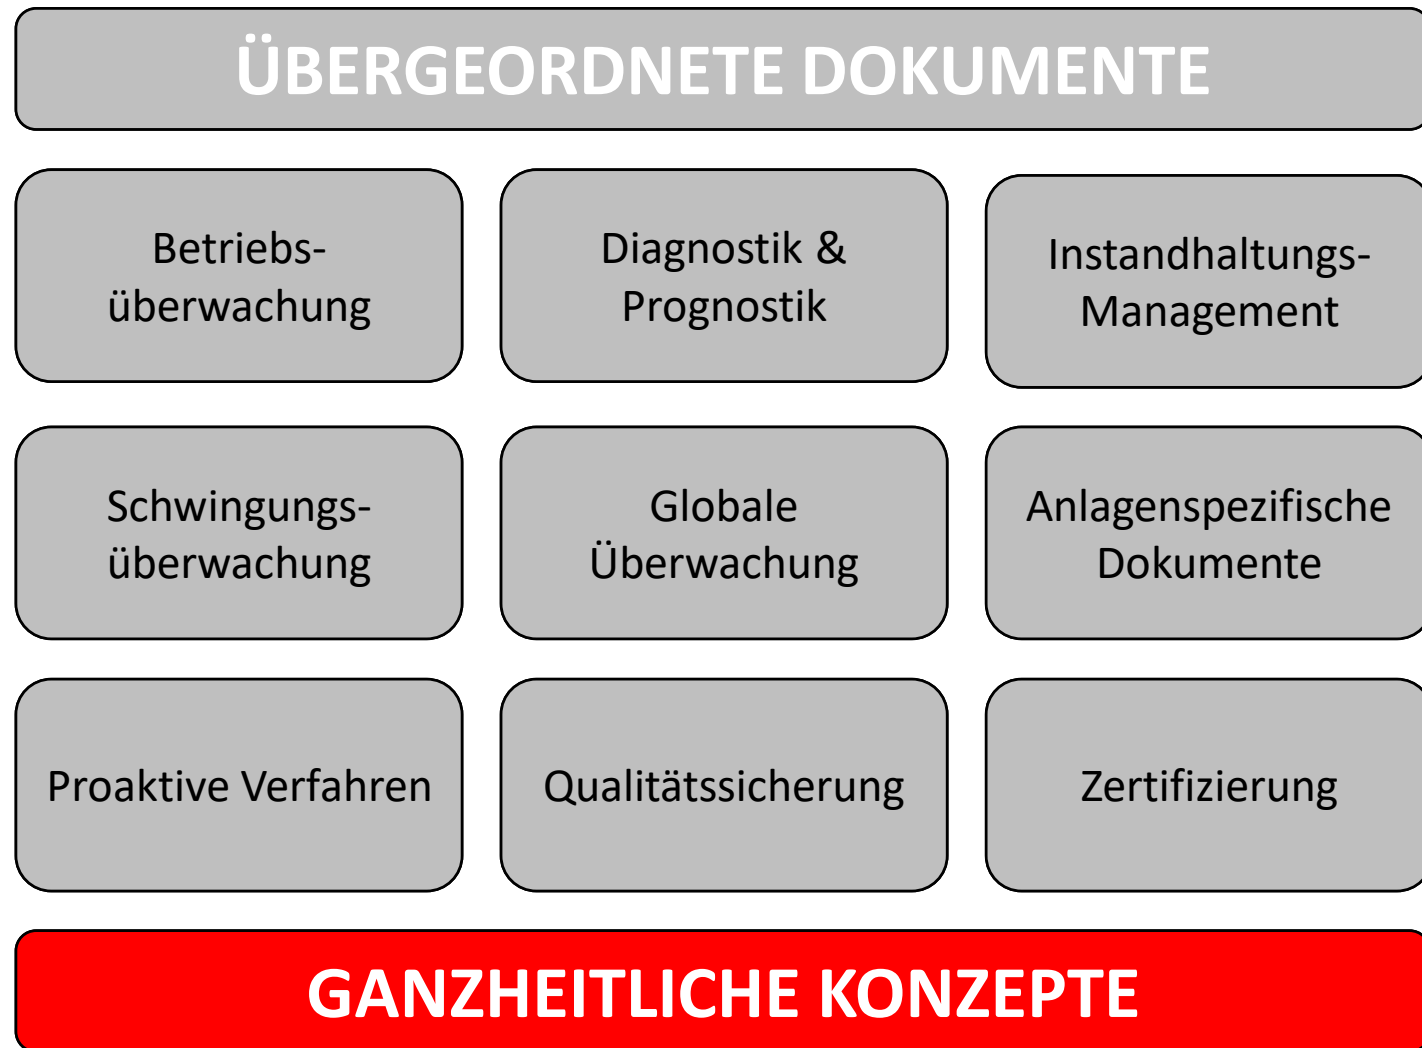 ÜBERGEORDNETE DOKUMENTE
Betriebs-
überwachung
Diagnostik &
Prognostik
Instandhaltungs-
Management
Schwingungs-
überwachung
Globale
Überwachung
Anlagenspezifische
Dokumente
Proaktive Verfahren
Qualitätssicherung
Zertifizierung
GANZHEITLICHE KONZEPTE